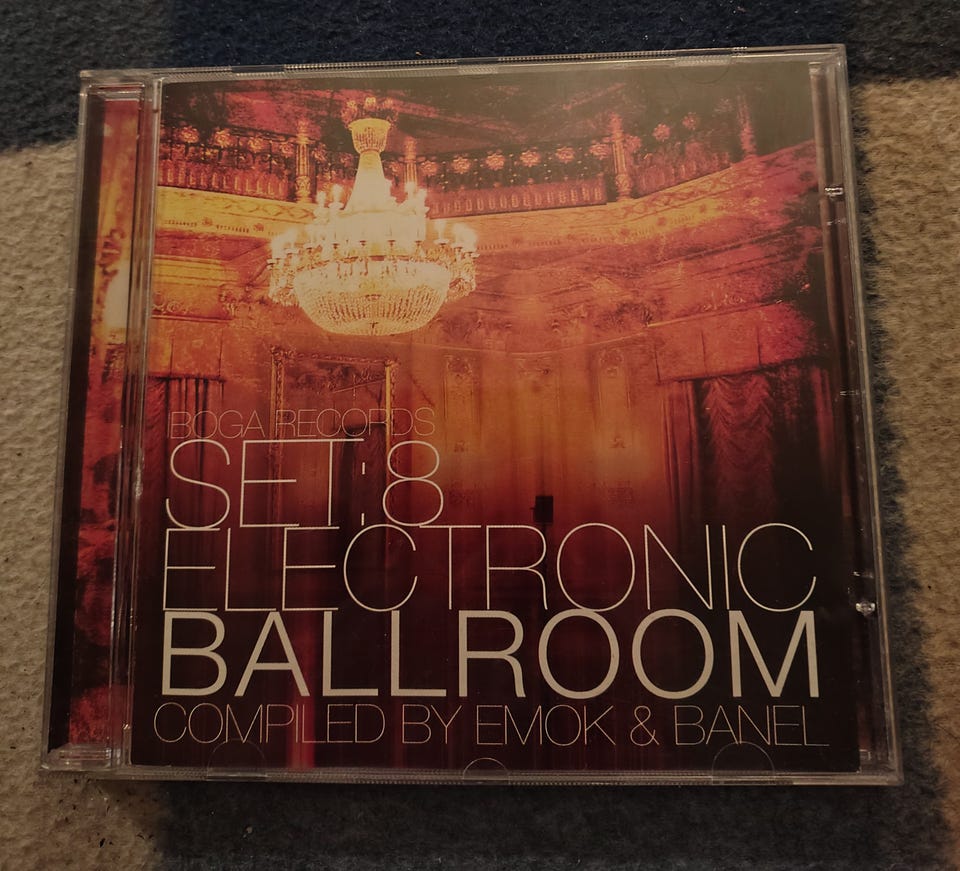 BOGA RECORDS
SET:8
ELECTRONIC
BALLROOM
COMPILED BY EMOK & BANEL